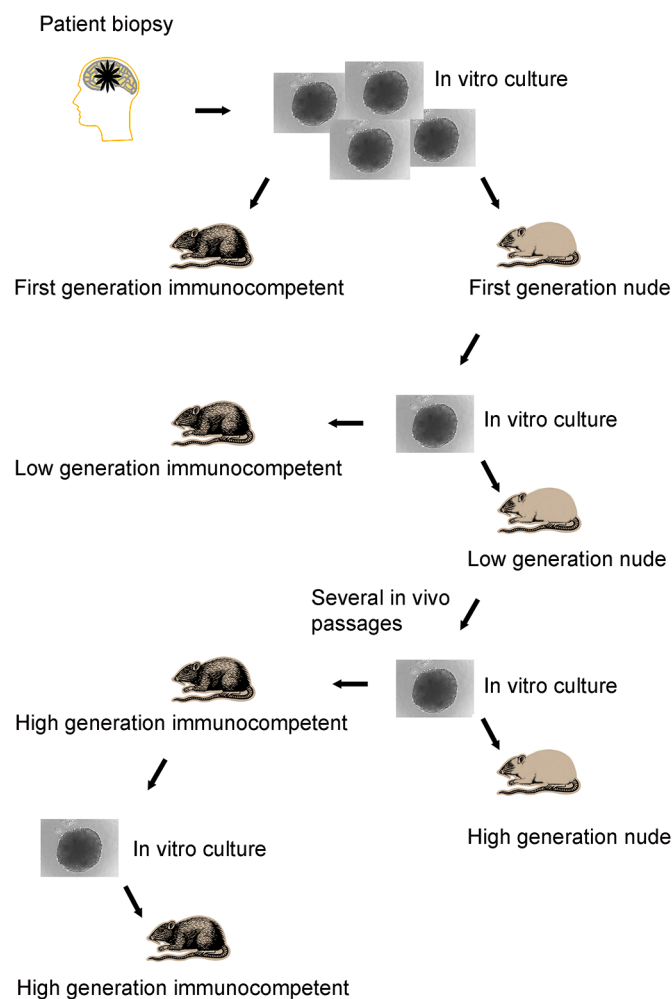 Patient biopsy
In vitro culture
First generation immunocompetent
First generation nude
In vitro culture
Low generation immunocompetent
Low generation nude
Several in vivo
passages
In vitro culture
High generation immunocompetent
High generation nude
In vitro culture
High generation immunocompetent